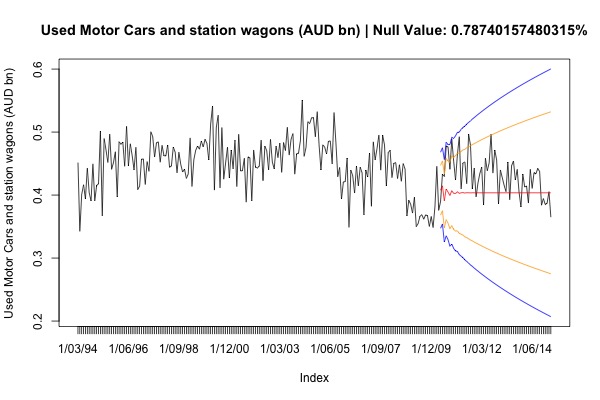 Used Motor Cars and station wagons (AUD bn) | Null Value: 0.78740157480315%
Used Motor Cars and station wagons (AUD bn)
0.6
0.5
0.4
0.3
0.2
1/03/94 1/06/96 1/09/98 1/12/00 1/03/03 1/06/05 1/09/07 1/12/09 1/03/12 1/06/14
Index